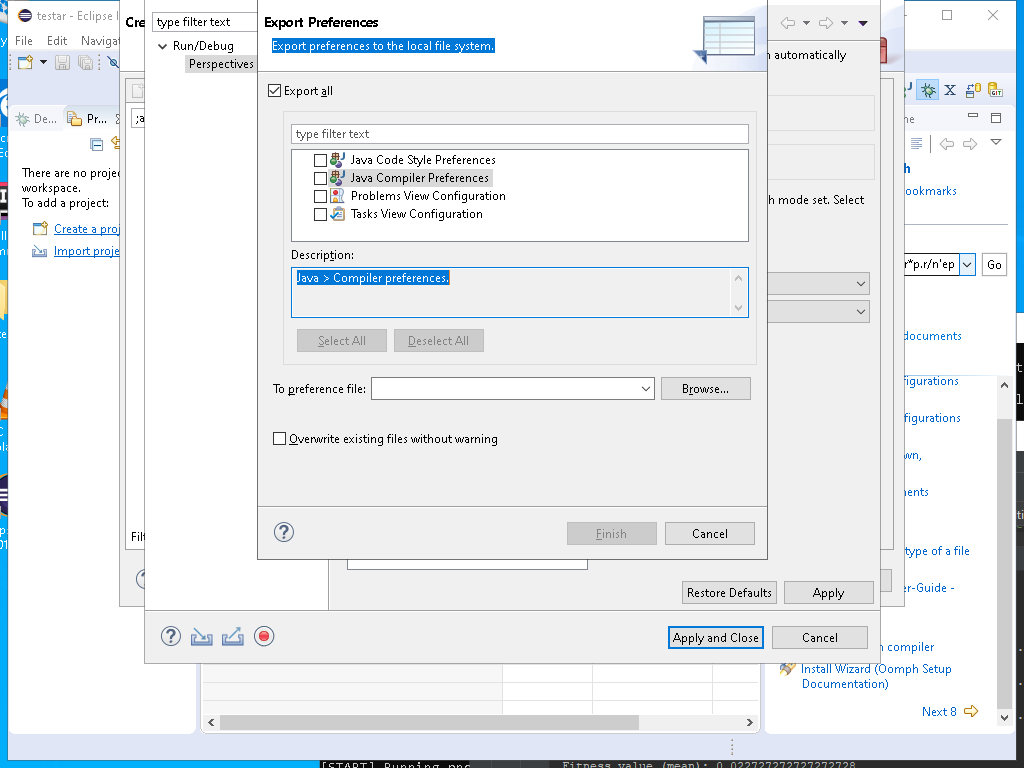 testar - Eclipse I
File Edit Navigat
De... Pr...
There are no projec
workspace.
To add a project:
Create a proj
Import proje
Cre
;a
Filt
type filter text
Run/Debug
Perspectives
Export Preferences
Export preferences to the local file system.
Export all
type filter text
Java Code Style Preferences
Java Compiler Preferences
Problems View Configuration
Tasks View Configuration
Description:
Java > Compiler preferences.
Select All Deselect All
To preference file: Browse...
Overwrite existing files without warning
Finish Cancel
n automatically
h mode set. Select
Restore Defaults Apply
Apply and Close Cancel
ne
h
ookmarks
r*p.r/n'ep Go
documents
igurations
figurations
wn,
ents
type of a file
er-Guide -
n compiler
Install Wizard (Oomph Setup
Documentation)
Next 8
[START] Running
Fitness value (mean): 0.022727272727272728